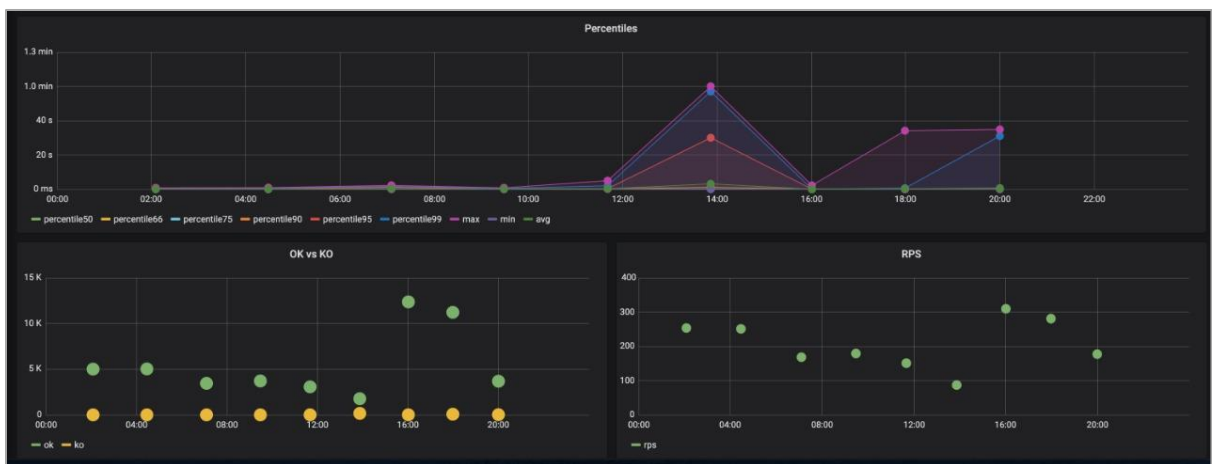 Percentiles
1.3 min
1.0 min
40 s
20 s
0 ms
00:00 02:00 04:00 06:00 08:00 10:00 12:00 14:00 16:00 18:00 20:00 22:00
percentile50 percentile66 percentile75 percentile90 percentile95 percentile99 max min avg
OK vs KO
15 K
10 K
5 K
0
00:00 04:00 08:00 12:00 16:00 20:00
ok ko
RPS
400
300
200
100
0
00:00 04:00 08:00 12:00 16:00 20:00
rps